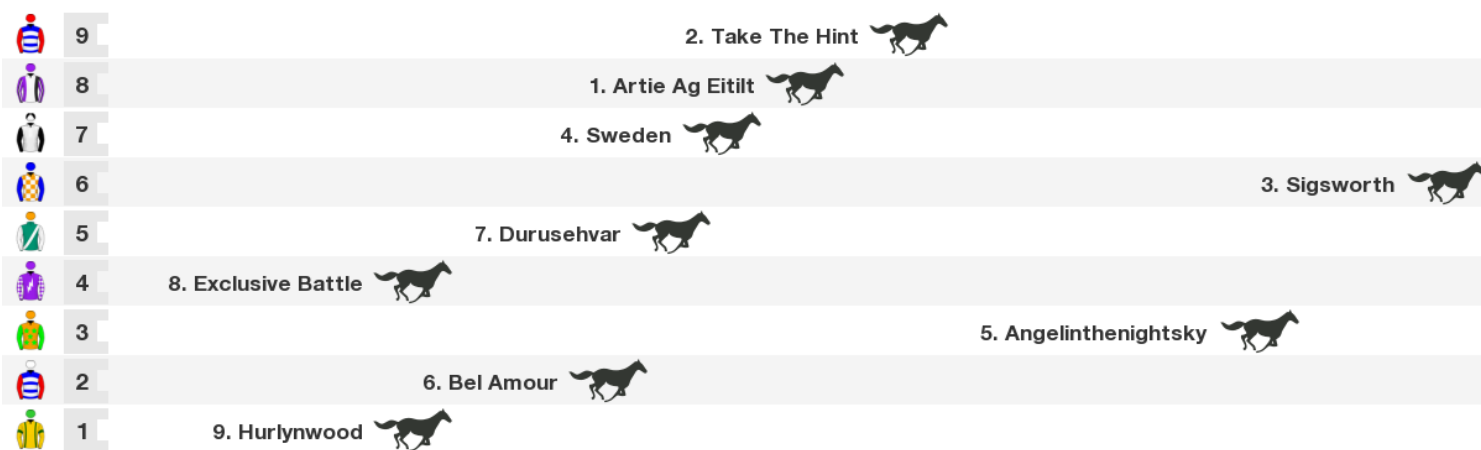 9 2. Take The Hint
8 1. Artie Ag Eitilt
7 4. Sweden
6 3. Sigsworth
5 7. Durusehvar
4 8. Exclusive Battle
3 5. Angelinthenightsky
2 6. Bel Amour
1 9. Hurlynwood